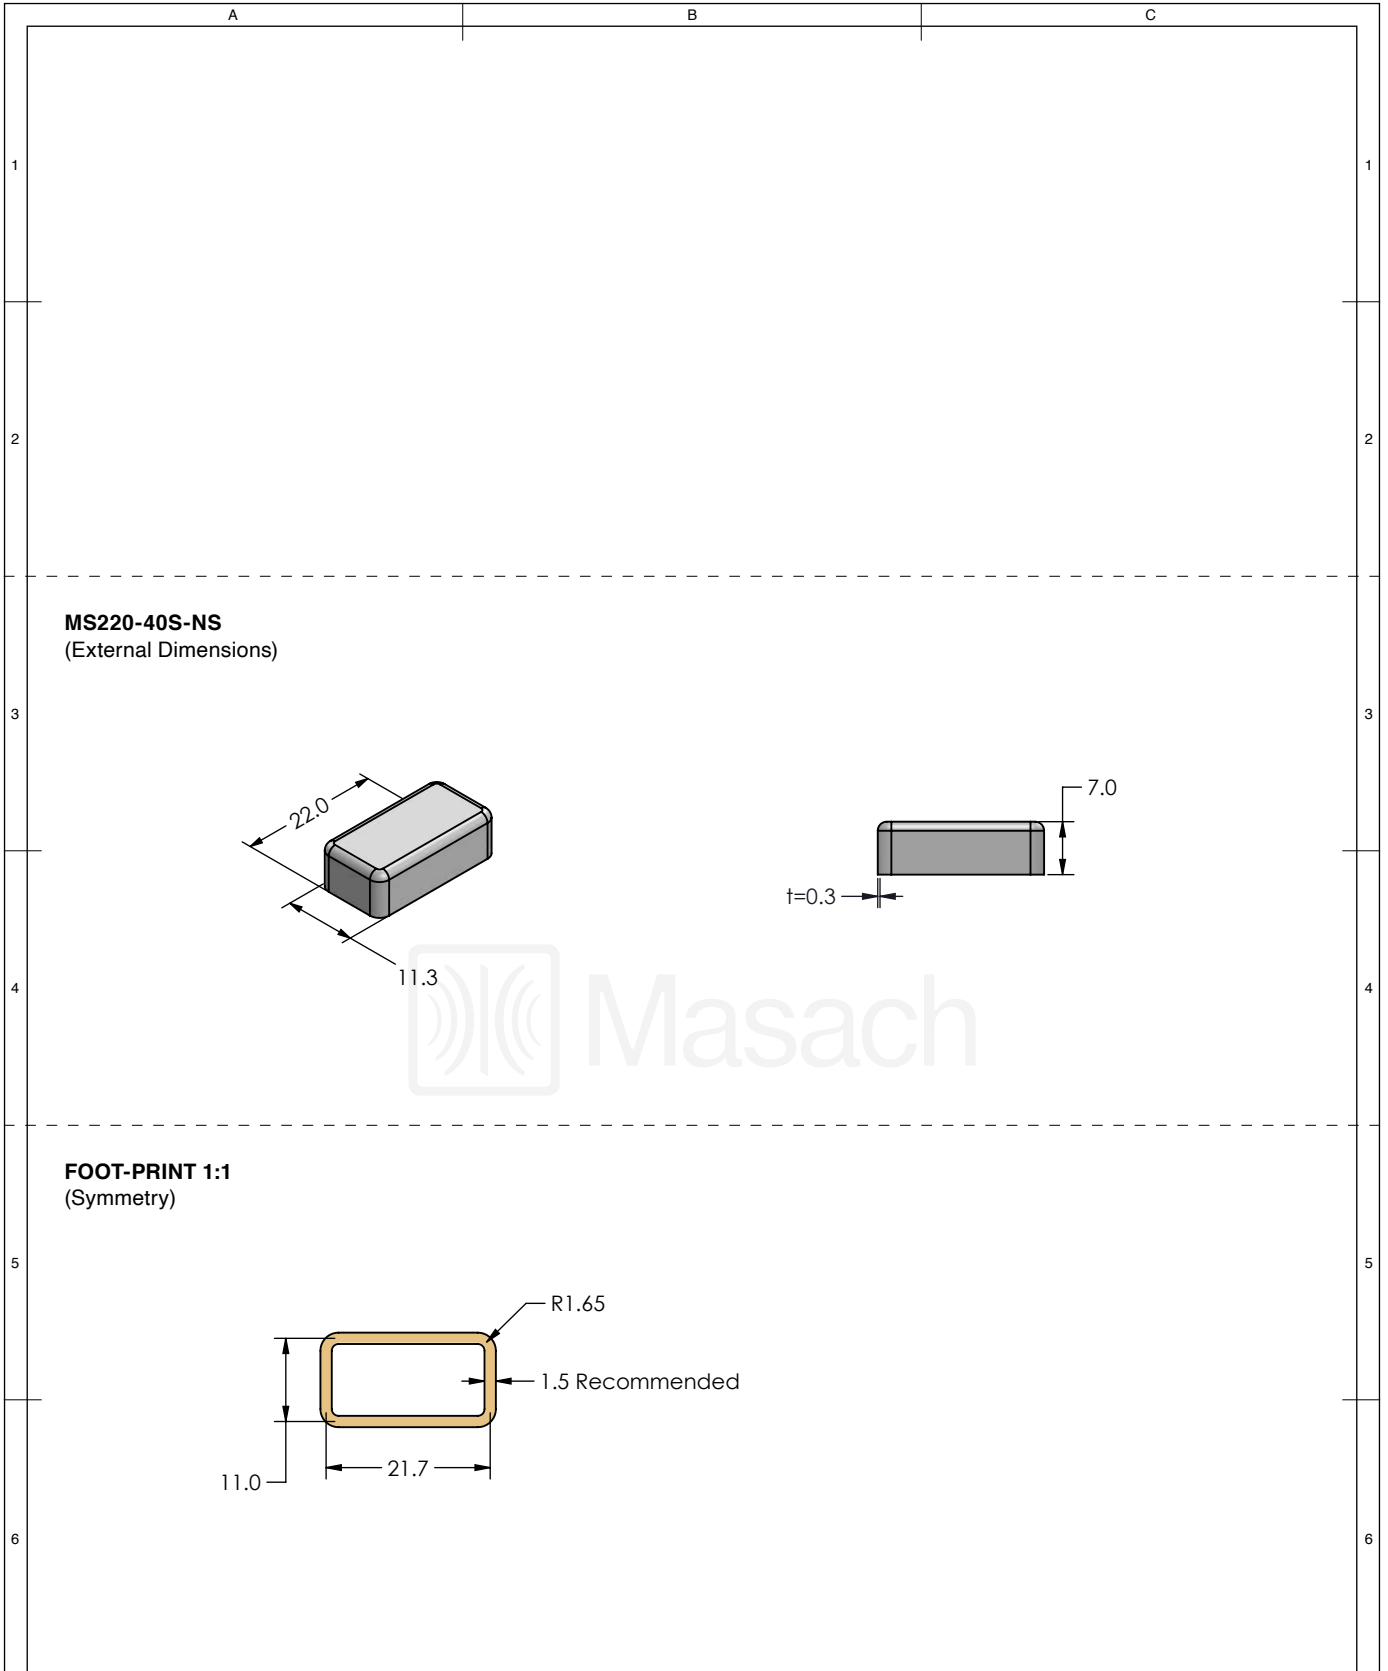 A
B
C
1
1
2
2
MS220-40S-NS
(External Dimensions)
3
3
22.0
7.0
t=0.3
11.3
4
4
Masach
FOOT-PRINT 1:1
(Symmetry)
5
5
R1.65
1.5 Recommended
21.7
11.0
6
6